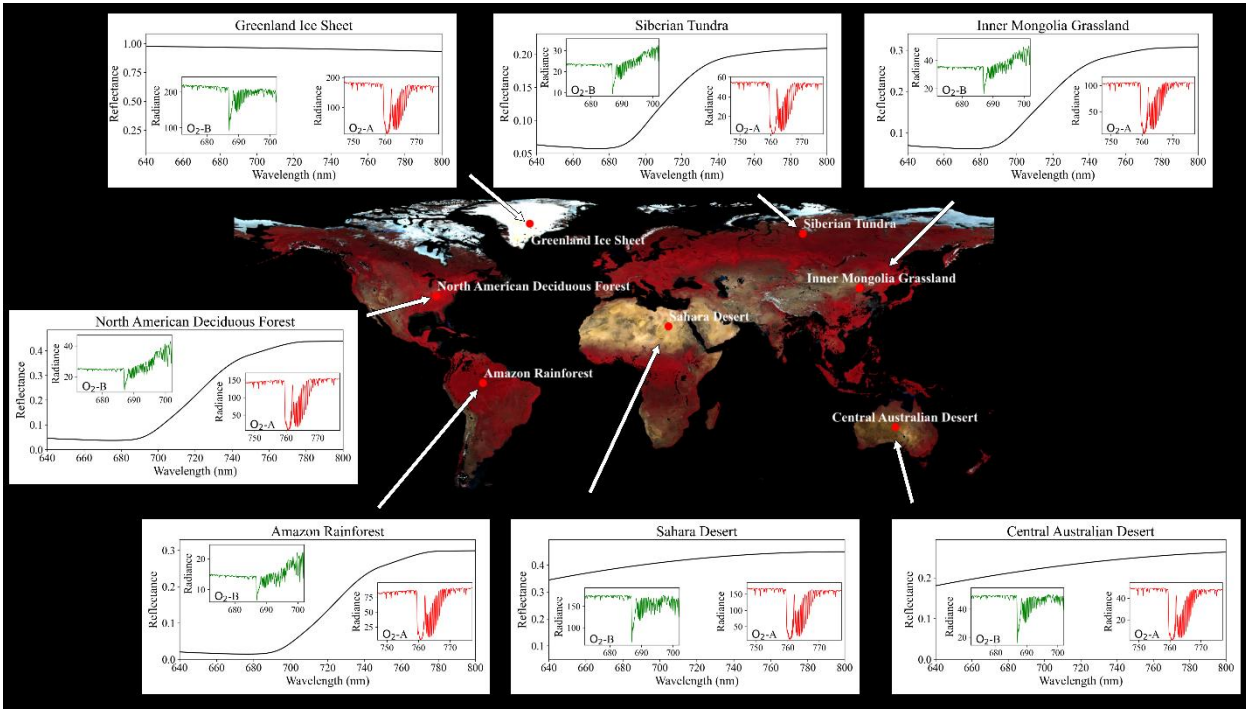 Greenland Ice Sheet
Reflectance
1.00
0.75
0.50
0.25
Radiance
200
100
O₂-B
680
700
Radiance
200
100
O₂-A
760
770
640 660 680 700 720 740 760 780 800
Wavelength (nm)
Siberian Tundra
Reflectance
0.20
0.15
0.10
0.05
Radiance
30
20
10
O₂-B
680 690 702
Radiance
60
40
20
O₂-A
750 760 770
640 660 680 700 720 740 760 780 800
Wavelength (nm)
Inner Mongolia Grassland
Reflectance
0.3
0.2
0.1
Radiance
40
20
O₂-B
680 690 702
Radiance
100
50
O₂-A
750 760 770
640 660 680 700 720 740 760 780 800
Wavelength (nm)
Siberian Tundra
Greenland Ice Sheet
Inner Mongolia Grassland
North American Deciduous Forest
Sahara Desert
Amazon Rainforest
Central Australian Desert
North American Deciduous Forest
Reflectance
0.4
0.3
0.2
0.1
0.0
Radiance
40
20
O₂-B
680 690 702
Radiance
150
100
50
O₂-A
750 760 770
640 660 680 700 720 740 760 780 800
Wavelength (nm)
Amazon Rainforest
Reflectance
0.3
0.2
0.1
0.0
Radiance
20
10
O₂-B
680 690 702
Radiance
75
50
25
O₂-A
750 760 770
640 660 680 700 720 740 760 780 800
Wavelength (nm)
Sahara Desert
Reflectance
0.4
0.3
0.2
0.1
Radiance
150
100
O₂-B
680 690 702
Radiance
150
100
50
O₂-A
750 760 770
640 660 680 700 720 740 760 780 800
Wavelength (nm)
Central Australian Desert
Reflectance
0.2
0.1
0.0
Radiance
40
20
O₂-B
680 690 702
Radiance
40
20
O₂-A
750 760 770
640 660 680 700 720 740 760 780 800
Wavelength (nm)